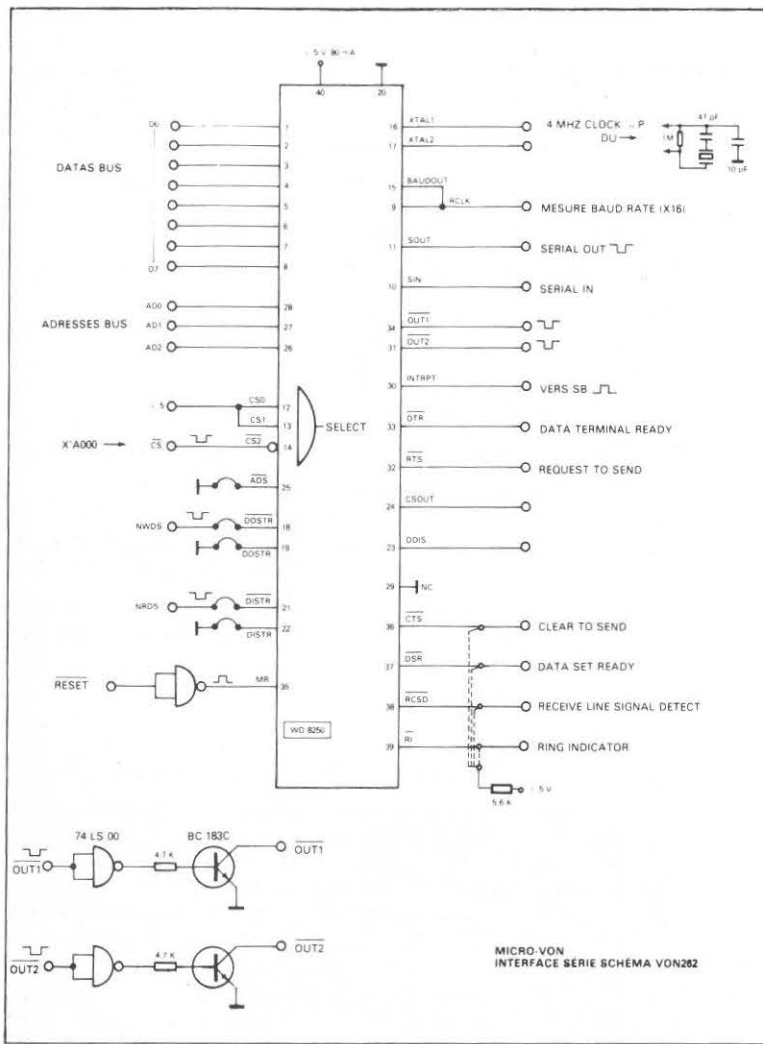 5 V 80 mA
40
20
D6
1
2
3
4
5
6
7
D7
8
DATAS BUS
AD0
28
AD1
27
AD2
26
ADRESSES BUS
5
CS0
12
CS1
13
SELECT
X'A000 →
CS
CS2
14
ADS
25
NWDS
DOSTR
18
19
DOSTR
NRDS
DISTR
21
22
DISTR
RESET
MR
35
WD 8250
16
XTAL1
17
XTAL2
4 MHZ CLOCK
P
OU →
1M
47 pF
10 pF
15
BAUDOUT
9
RCLK
MESURE BAUD RATE (X16)
11
SOUT
SERIAL OUT
10
SIN
SERIAL IN
34
OUT1
31
OUT2
30
INTRPT
VERS SB
33
DTR
DATA TERMINAL READY
32
RTS
REQUEST TO SEND
24
CSOUT
23
DDIS
29
NC
36
CTS
CLEAR TO SEND
37
DSR
DATA SET READY
38
RCSD
RECEIVE LINE SIGNAL DETECT
39
RI
RING INDICATOR
5,6 K
5 V
74 LS 00
BC 183C
OUT1
4.7 K
OUT1
OUT2
4.7 K
OUT2
MICRO-VON
INTERFACE SÉRIE SCHÉMA VON262